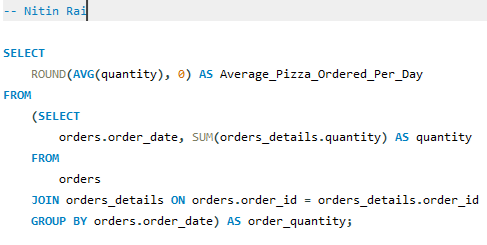 -- Nitin Rai
SELECT
ROUND(AVG(quantity), 0) AS Average_Pizza_Ordered_Per_Day
FROM
(SELECT
orders.order_date, SUM(orders_details.quantity) AS quantity
FROM
orders
JOIN orders_details ON orders.order_id = orders_details.order_id
GROUP BY orders.order_date) AS order_quantity;